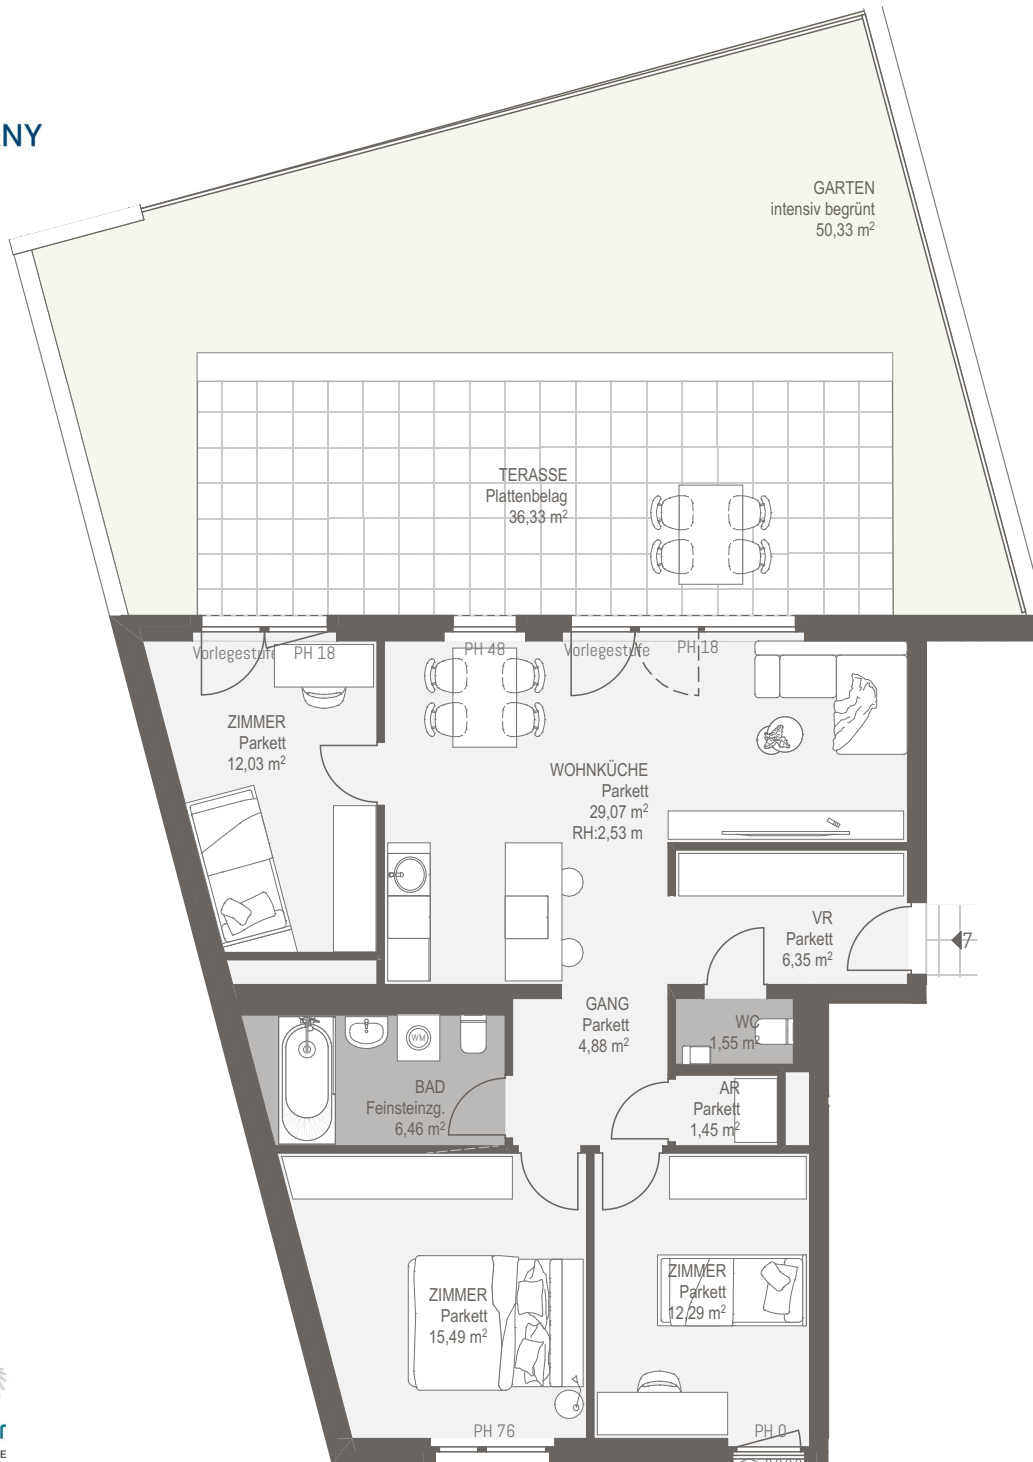 NY
GARTEN
intensiv begrünt
50,33 m²
TERASSE
Plattenbelag
36,33 m²
Vorlegestufe
PH 18
PH 48
Vorlegestufe
PH 18
ZIMMER
Parkett
12,03 m²
WOHNKÜCHE
Parkett
29,07 m²
RH:2,53 m
VR
Parkett
6,35 m²
7
GANG
Parkett
4,88 m²
WC
1,55 m²
WM
BAD
Feinsteinzg.
6,46 m²
AR
Parkett
1,45 m²
ZIMMER
Parkett
15,49 m²
ZIMMER
Parkett
12,29 m²
PH 76
PH 0
r
E